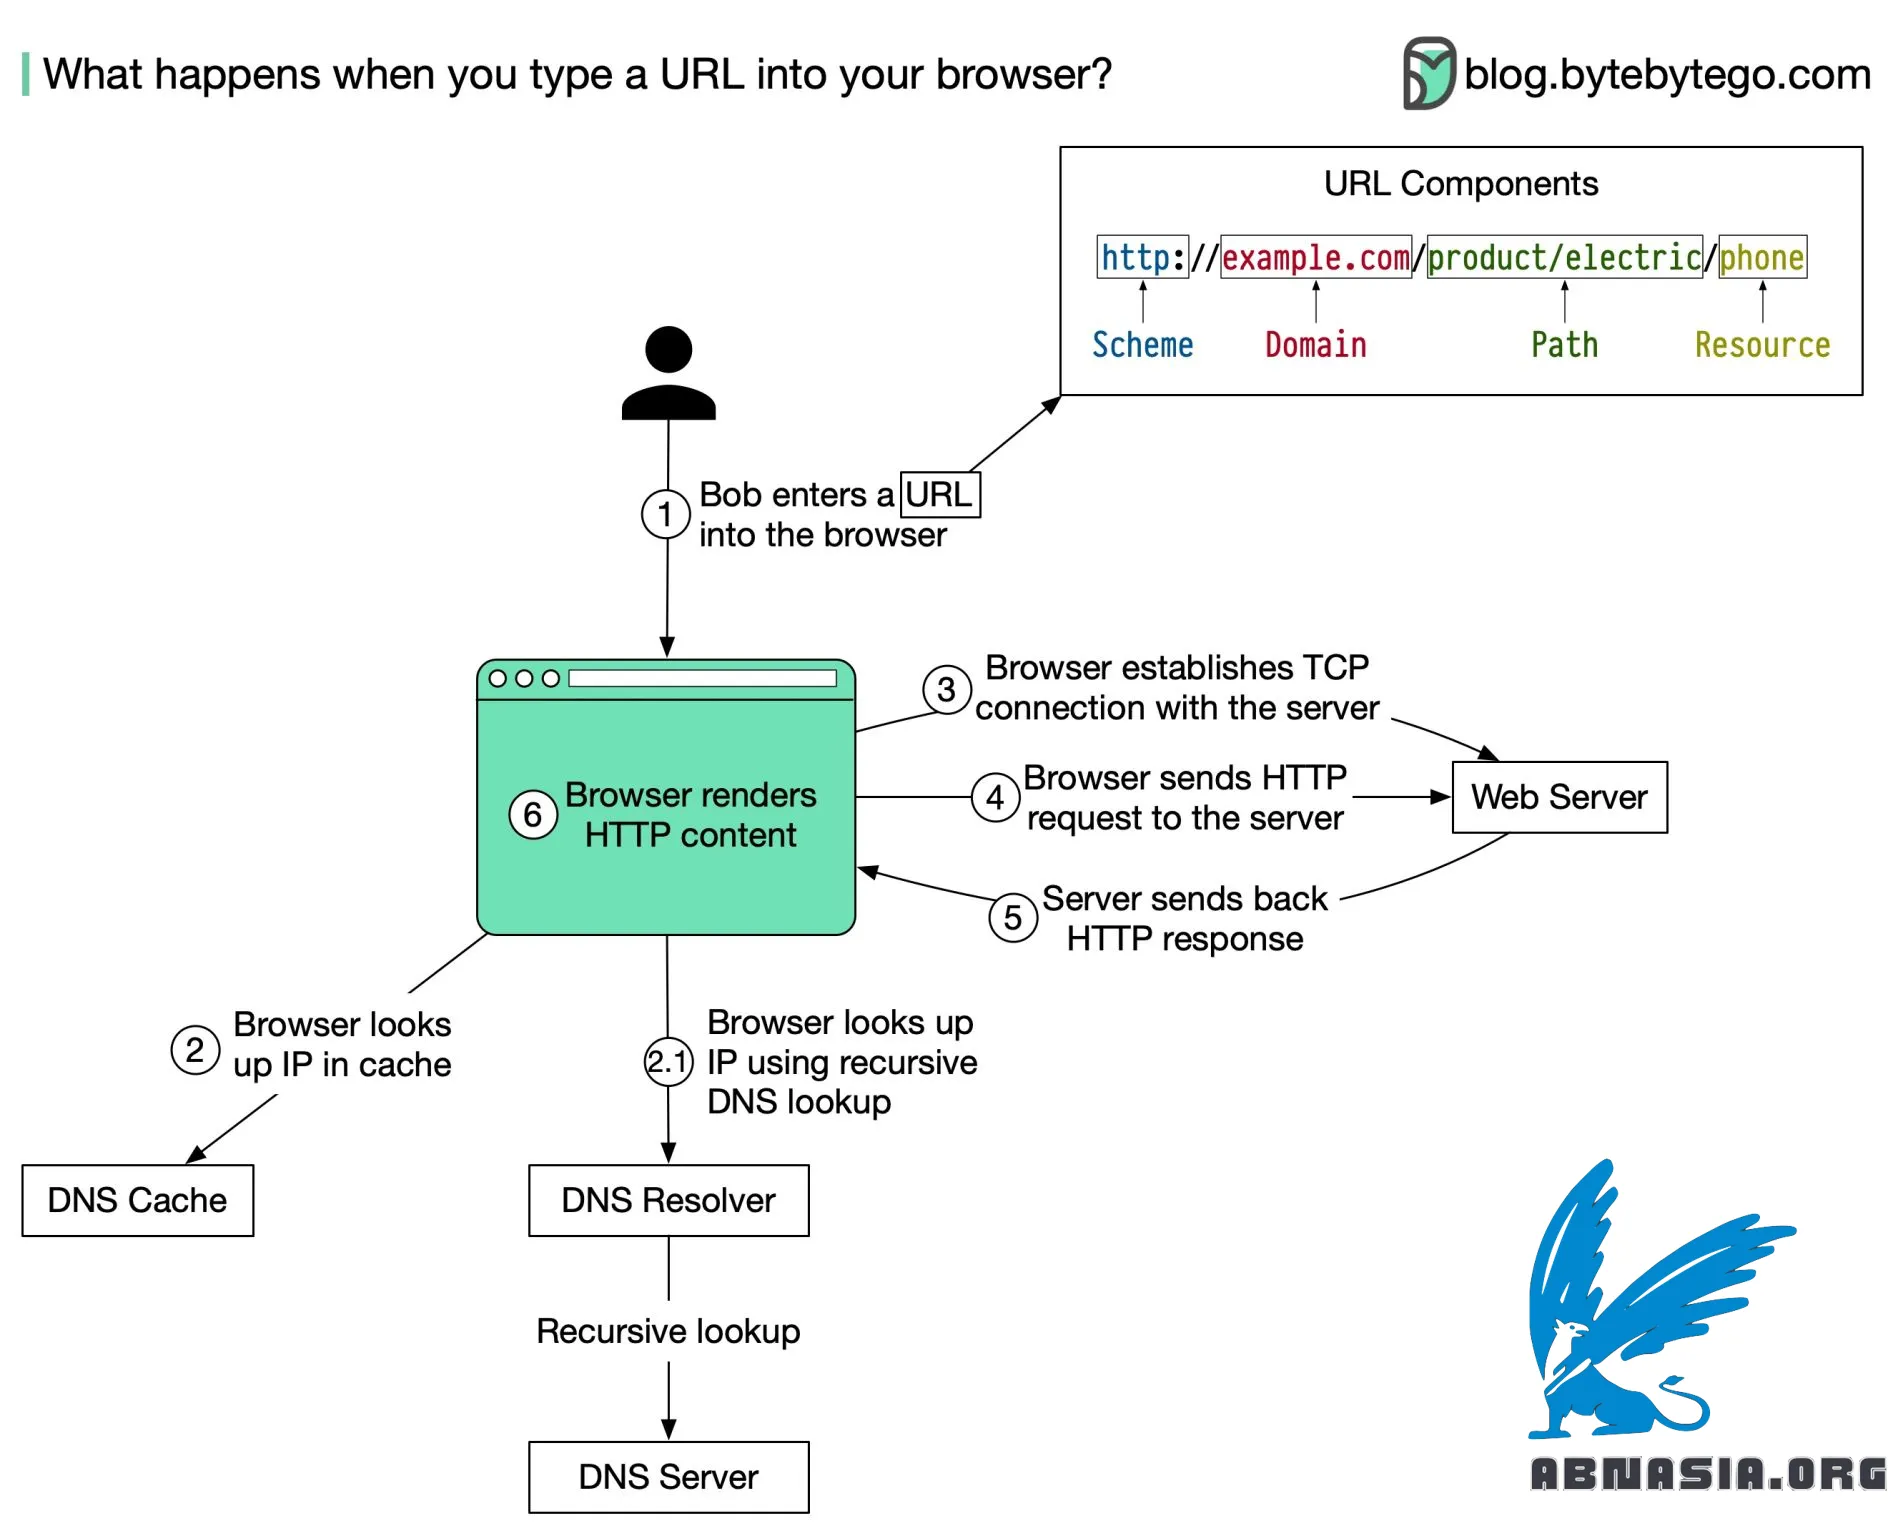 What happens when you type a URL into your browser?
blog.bytebytego.com
URL Components
http://example.com/product/electric/phone
Scheme
Domain
Path
Resource
1
Bob enters a URL
into the browser
3
Browser establishes TCP
connection with the server
4
Browser sends HTTP
request to the server
Web Server
6
Browser renders
HTTP content
5
Server sends back
HTTP response
2
Browser looks
up IP in cache
2.1
Browser looks up
IP using recursive
DNS lookup
DNS Cache
DNS Resolver
Recursive lookup
DNS Server
ABNASIA.ORG